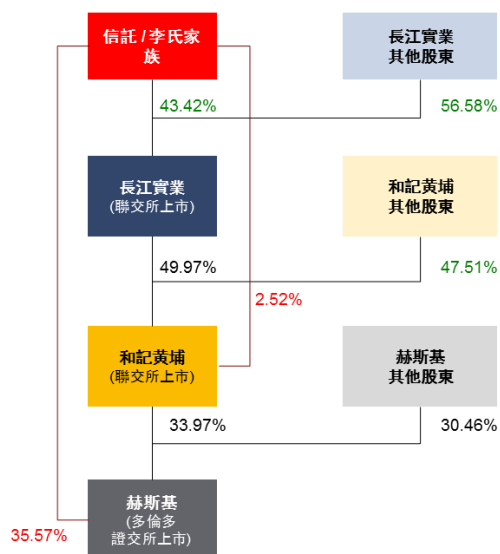 信託 / 李氏家
族
長江實業
其他股東
43.42%
56.58%
長江實業
(聯交所上市)
和記黃埔
其他股東
49.97%
47.51%
2.52%
和記黃埔
(聯交所上市)
赫斯基
其他股東
33.97%
30.46%
赫斯基
(多倫多
證交所上市)
35.57%